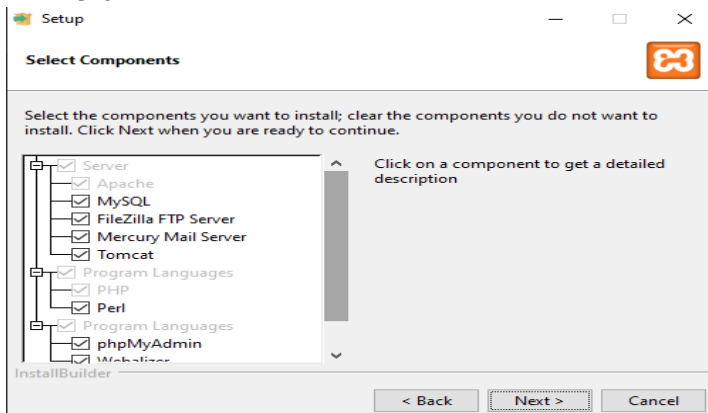 Setup
Select Components
Select the components you want to install; clear the components you do not want to
install. Click Next when you are ready to continue.
Server
Apache
MySQL
FileZilla FTP Server
Mercury Mail Server
Tomcat
Program Languages
PHP
Perl
Program Languages
phpMyAdmin
Webalizer
Click on a component to get a detailed
description
InstallBuilder
< Back
Next >
Cancel